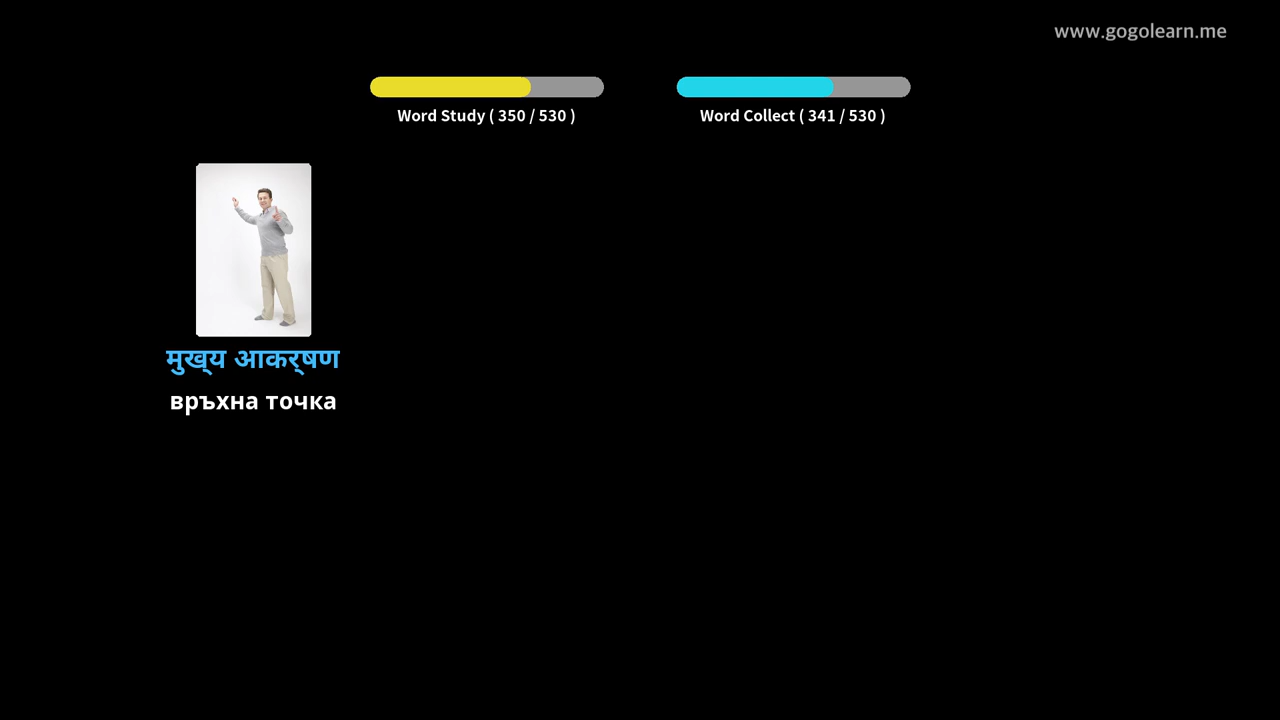 www.gogolearn.me
Word Study ( 350 / 530 )
Word Collect ( 341 / 530 )
मुख्‌य आकर्‌षण
връхна точка